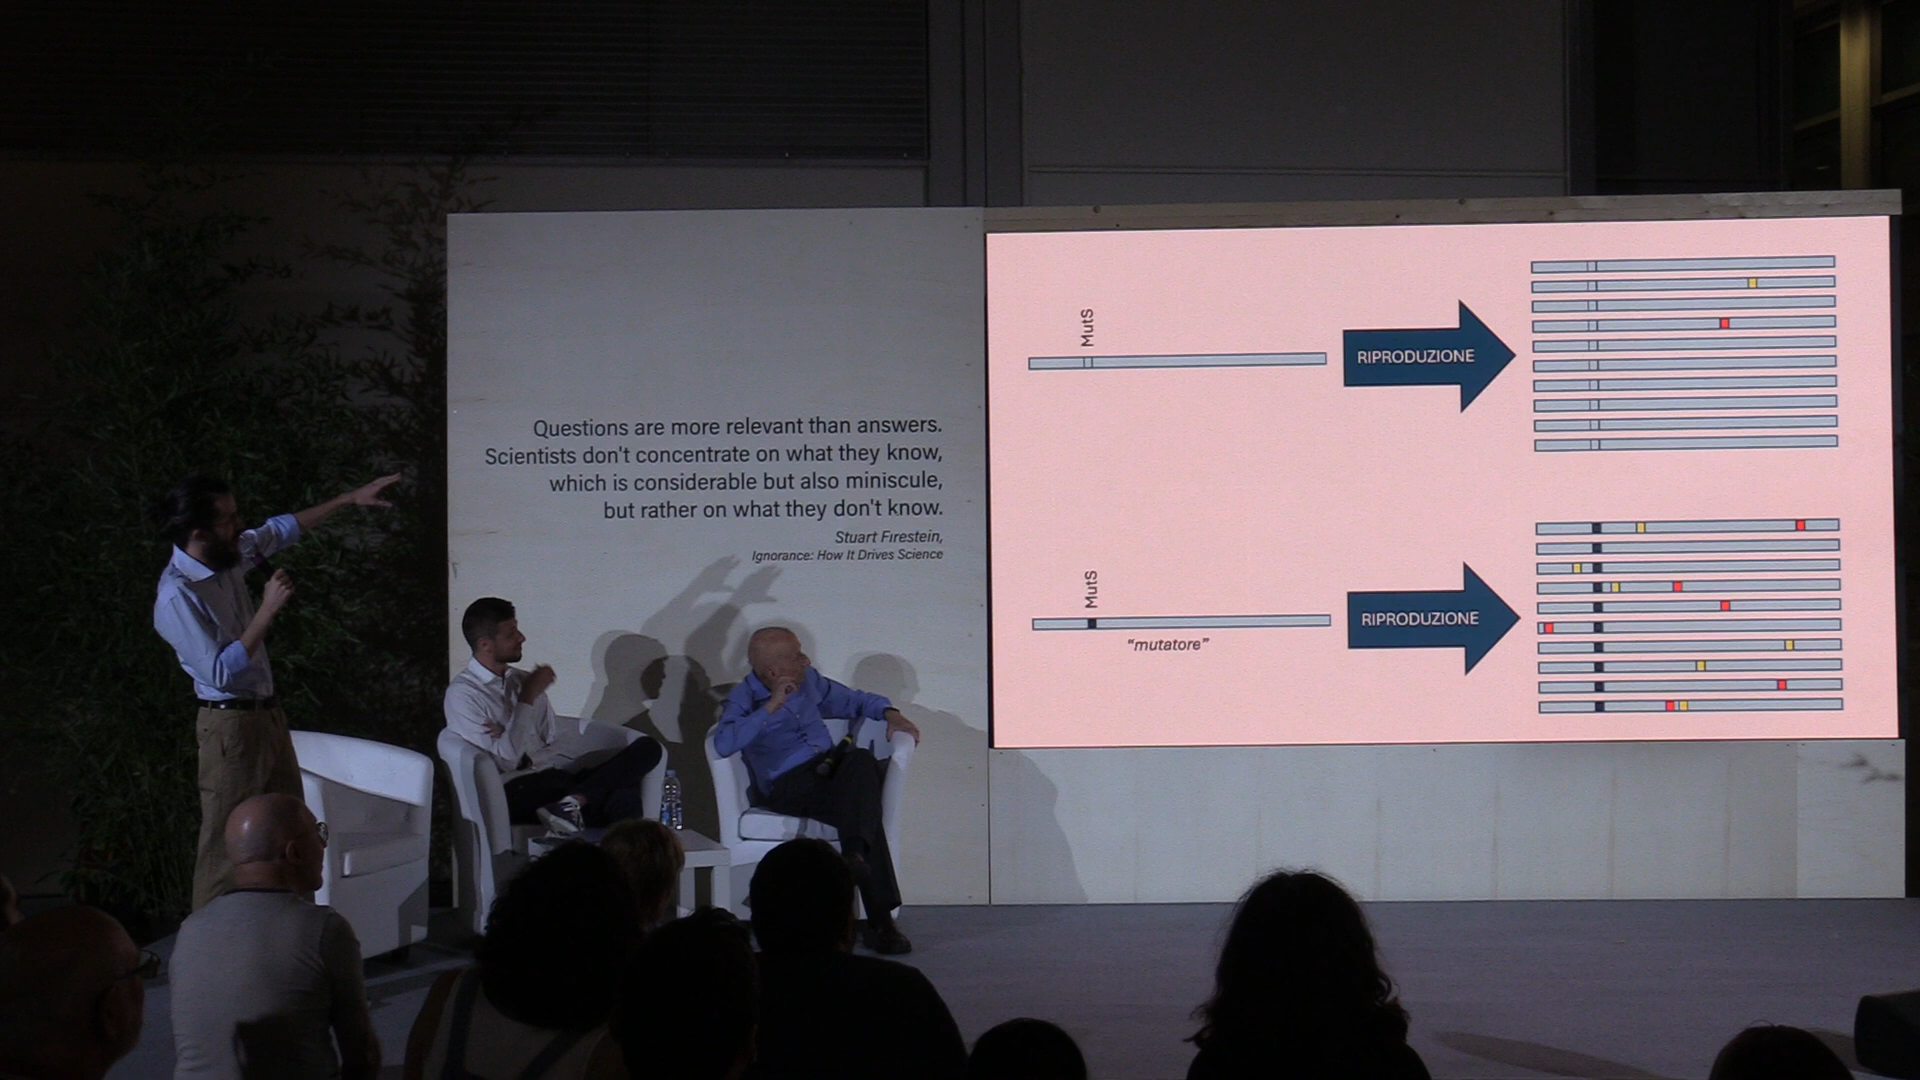 Questions are more relevant than answers.
Scientists don't concentrate on what they know,
which is considerable but also miniscule,
but rather on what they don't know.
Stuart Firestein,
Ignorance: How It Drives Science
MutS
RIPRODUZIONE
MutS
"mutatore"
RIPRODUZIONE